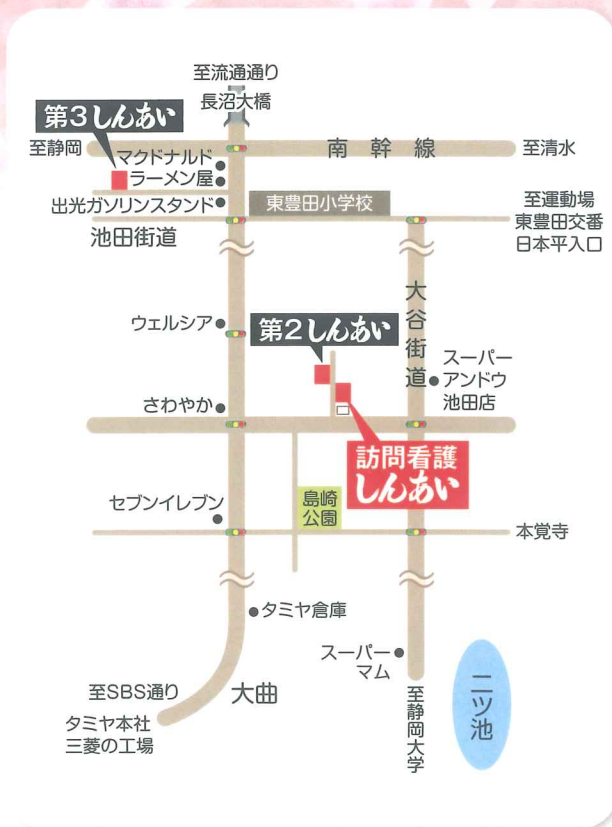 至流通通り
長沼大橋
第3しんあい
至静岡
マクドナルド
ラーメン屋
南幹線
至清水
出光ガソリンスタンド
東豊田小学校
池田街道
至運動場
東豊田交番
日本平入口
大谷街道
ウェルシア
第2しんあい
スーパー
アンドウ
池田店
さわやか
訪問看護
しんあい
セブンイレブン
島崎
公園
本覚寺
タミヤ倉庫
スーパー
マム
二ツ池
至SBS通り
大曲
至静岡大学
タミヤ本社
三菱の工場